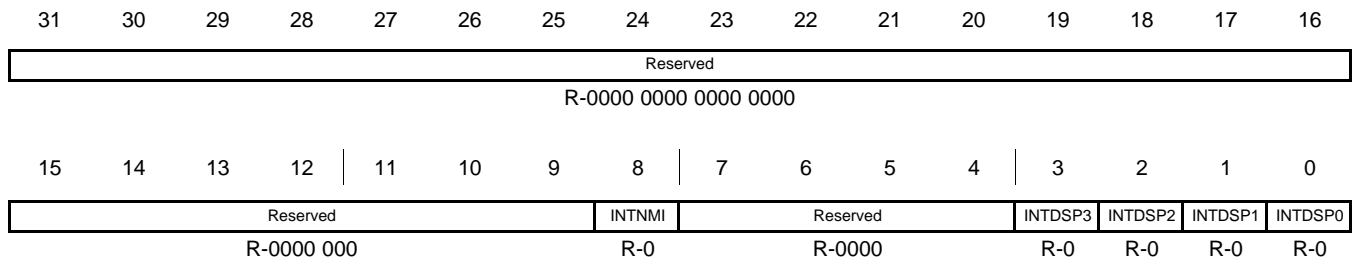 31 30 29 28 27 26 25 24 23 22 21 20 19 18 17 16
Reserved
R-0000 0000 0000 0000
15 14 13 12 11 10 9 8 7 6 5 4 3 2 1 0
Reserved INTNMI Reserved INTDSP3 INTDSP2 INTDSP1 INTDSP0
R-0000 000 R-0 R-0000 R-0 R-0 R-0 R-0